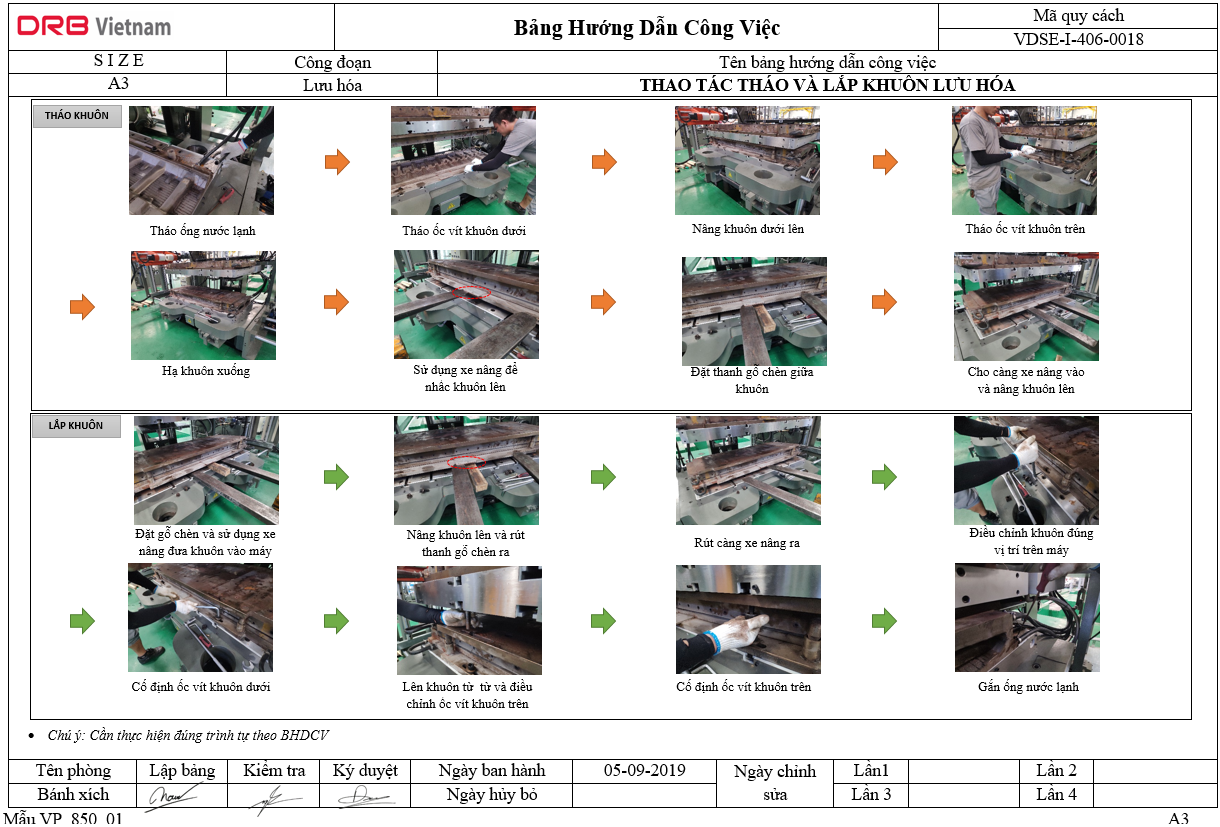 DRB Vietnam
Bảng Hướng Dẫn Công Việc
Mã quy cách
VDSE-I-406-0018
S I Z E
Công đoạn
Tên bảng hướng dẫn công việc
A3
Lưu hóa
THAO TÁC THÁO VÀ LẮP KHUÔN LƯU HÓA
THÁO KHUÔN
Tháo ống nước lạnh
Tháo ốc vít khuôn dưới
Nâng khuôn dưới lên
Tháo ốc vít khuôn trên
Hạ khuôn xuống
Sử dụng xe nâng để
nhấc khuôn lên
Đặt thanh gỗ chèn giữa
khuôn
Cho càng xe nâng vào
và nâng khuôn lên
LẮP KHUÔN
Đặt gỗ chèn và sử dụng xe
nâng đưa khuôn vào máy
Nâng khuôn lên và rút
thanh gỗ chèn ra
Rút càng xe nâng ra
Điều chỉnh khuôn đúng
vị trí trên máy
Cố định ốc vít khuôn dưới
Lên khuôn từ từ và điều
chỉnh ốc vít khuôn trên
Cố định ốc vít khuôn trên
Gắn ống nước lạnh
• Chú ý: Cần thực hiện đúng trình tự theo BHDCV
Tên phòng
Lập bảng
Kiểm tra
Ký duyệt
Ngày ban hành
05-09-2019
Ngày chỉnh
sửa
Lần1
Lần 2
Bánh xích
Ngày hủy bỏ
Lần 3
Lần 4
Mẫu VP_850_01
A3